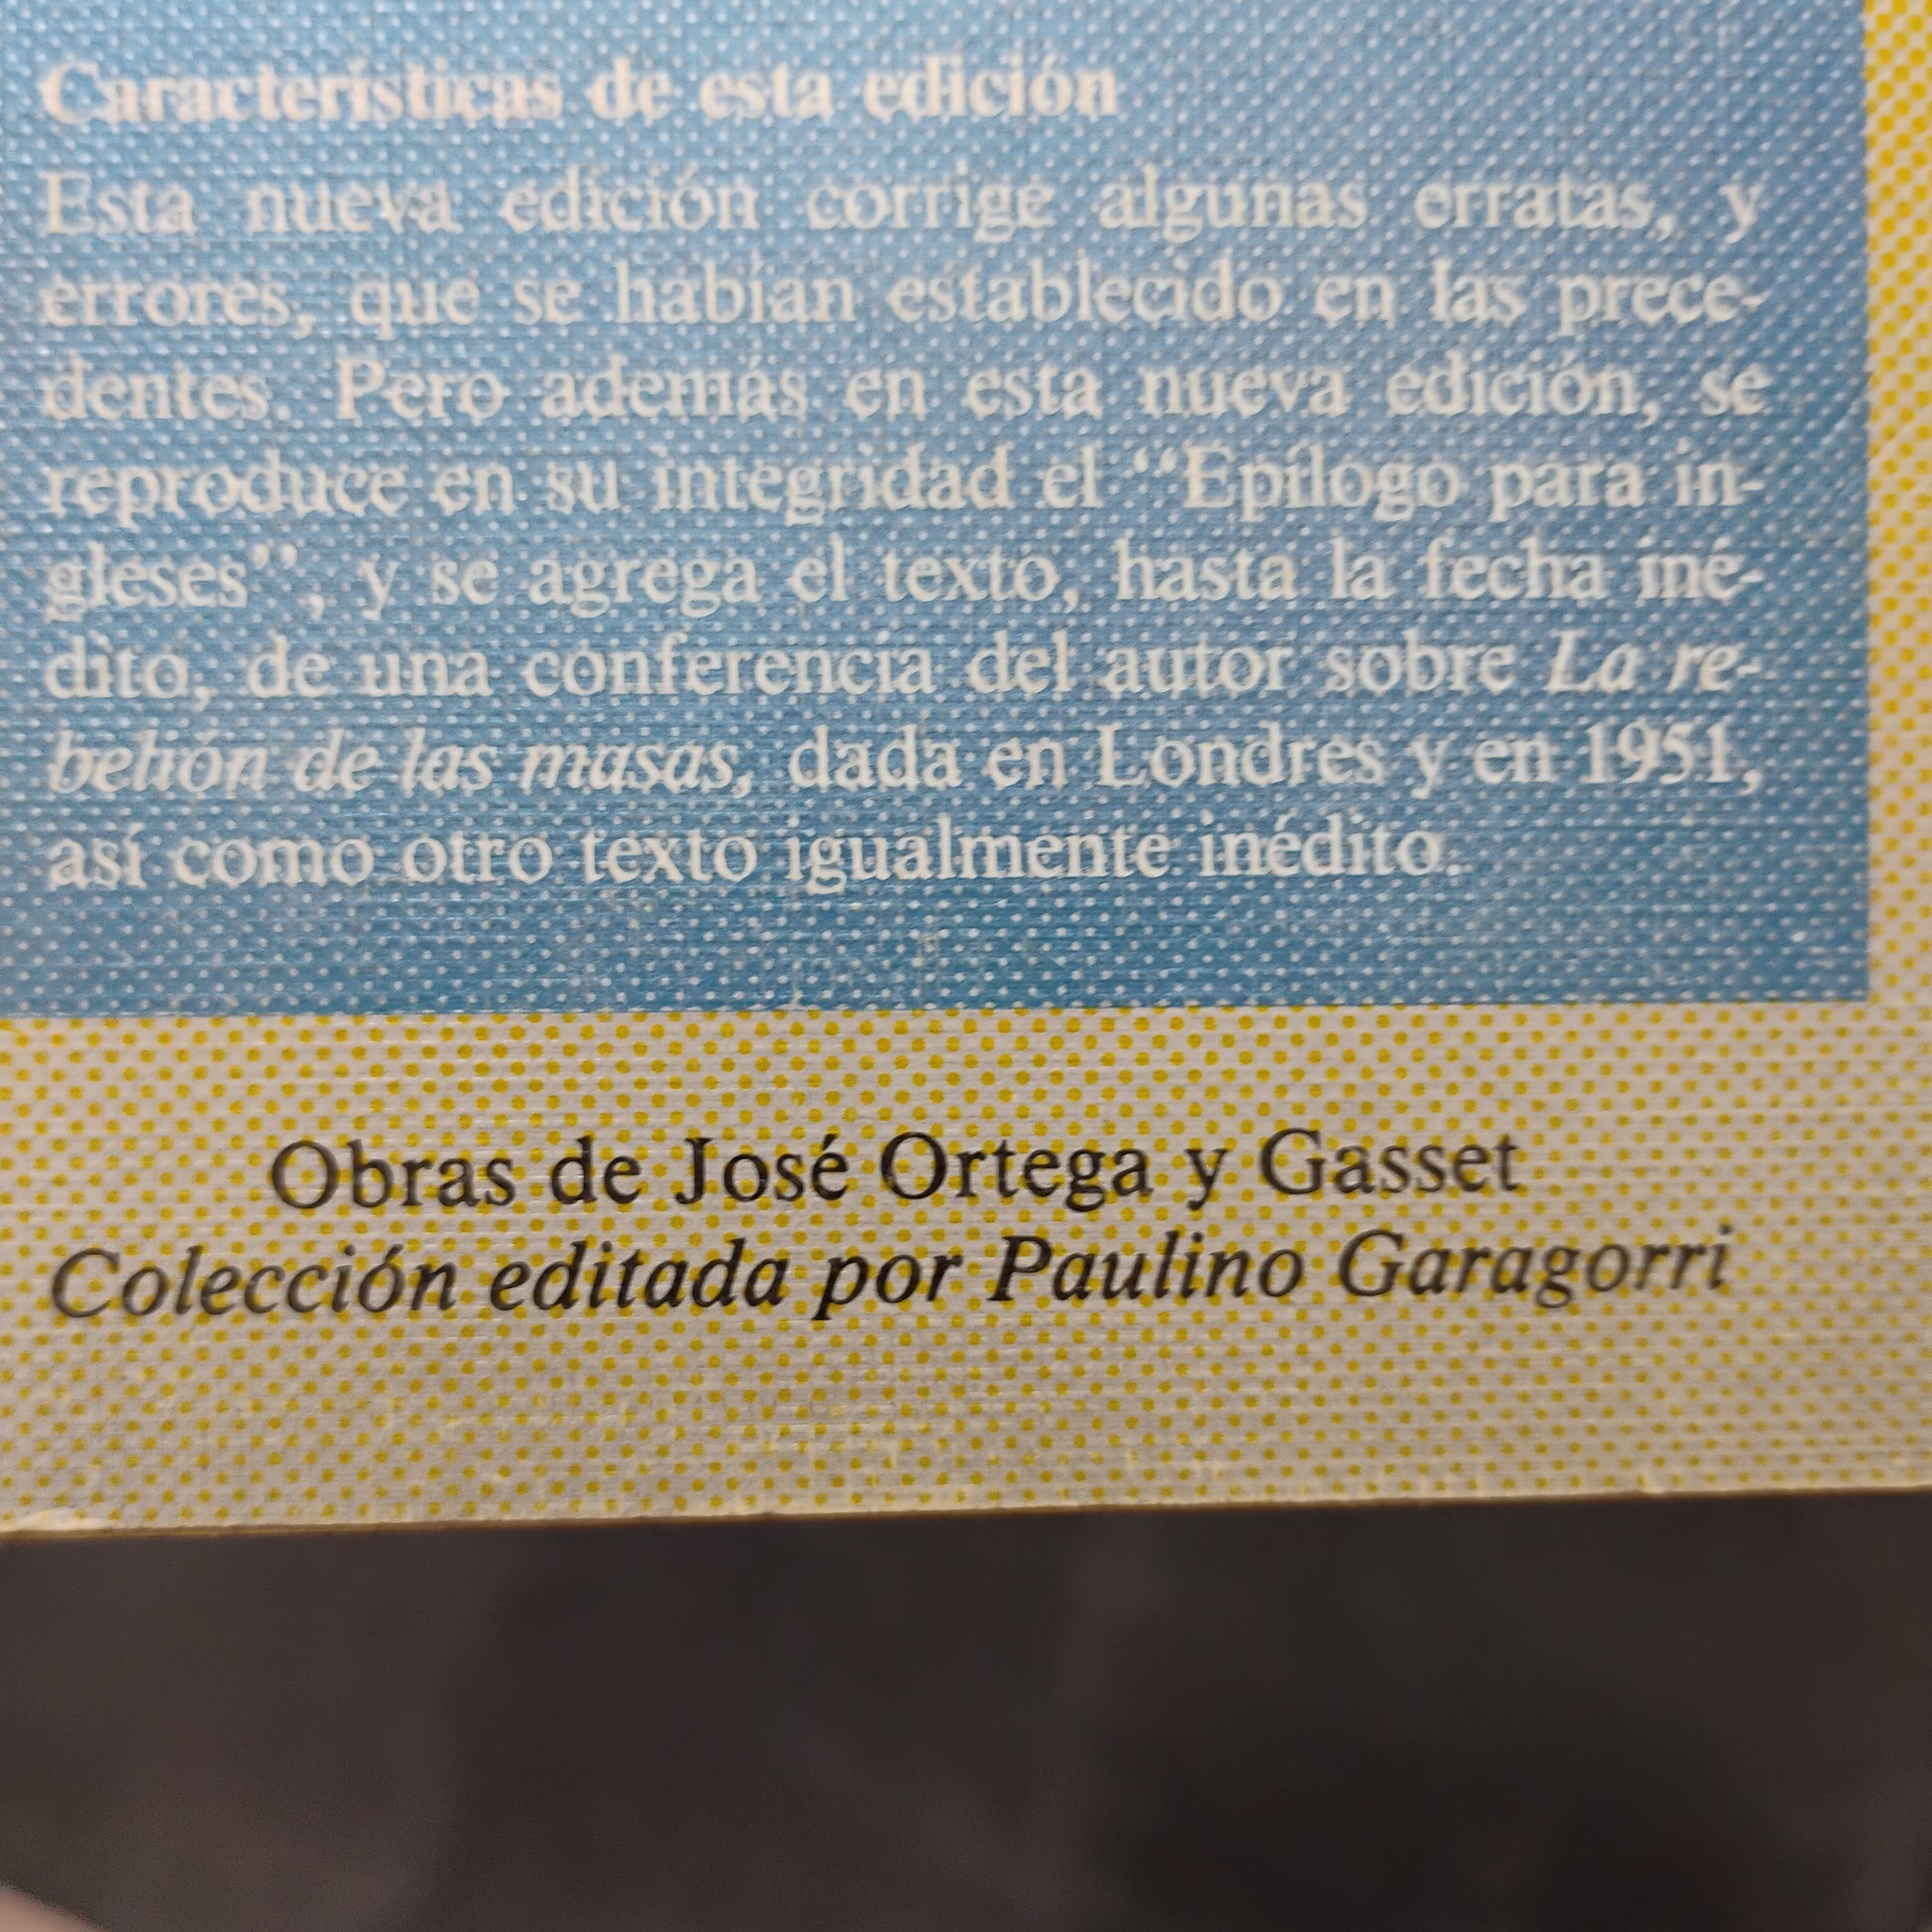 Características de esta edición
Esta nueva edición corrige algunas erratas, y
errores, que se habían establecido en las prece-
dentes. Pero además en esta nueva edición, se
reproduce en su integridad el “Epílogo para in-
gleses”, y se agrega el texto, hasta la fecha iné-
dito, de una conferencia del autor sobre La re-
belión de las masas, dada en Londres y en 1951,
así como otro texto igualmente inédito.
Obras de José Ortega y Gasset
Colección editada por Paulino Garagorri